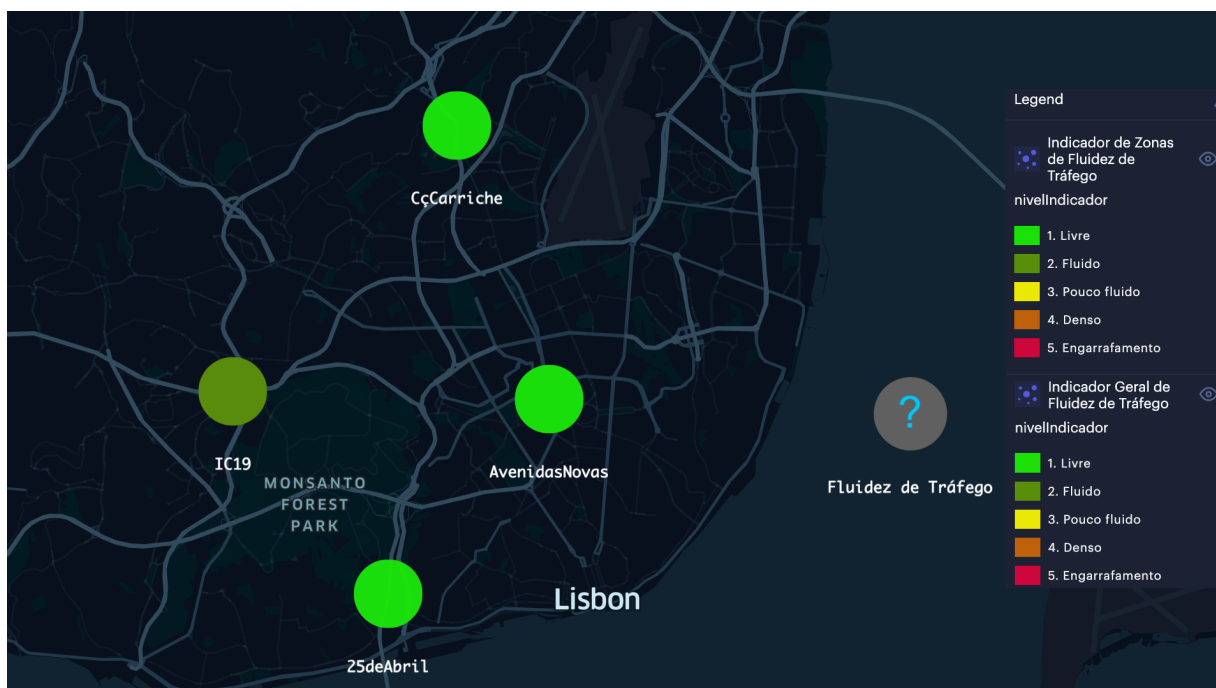 CçCarriche
IC19
MONSANTO
FOREST
PARK
AvenidasNovas
25deAbril
Lisbon
?
Fluidez de Tráfego
Legend
Indicador de Zonas
de Fluidez de
Tráfego
nivelIndicador
1. Livre
2. Fluido
3. Pouco fluido
4. Denso
5. Engarrafamento
Indicador Geral de
Fluidez de Tráfego
nivelIndicador
1. Livre
2. Fluido
3. Pouco fluido
4. Denso
5. Engarrafamento